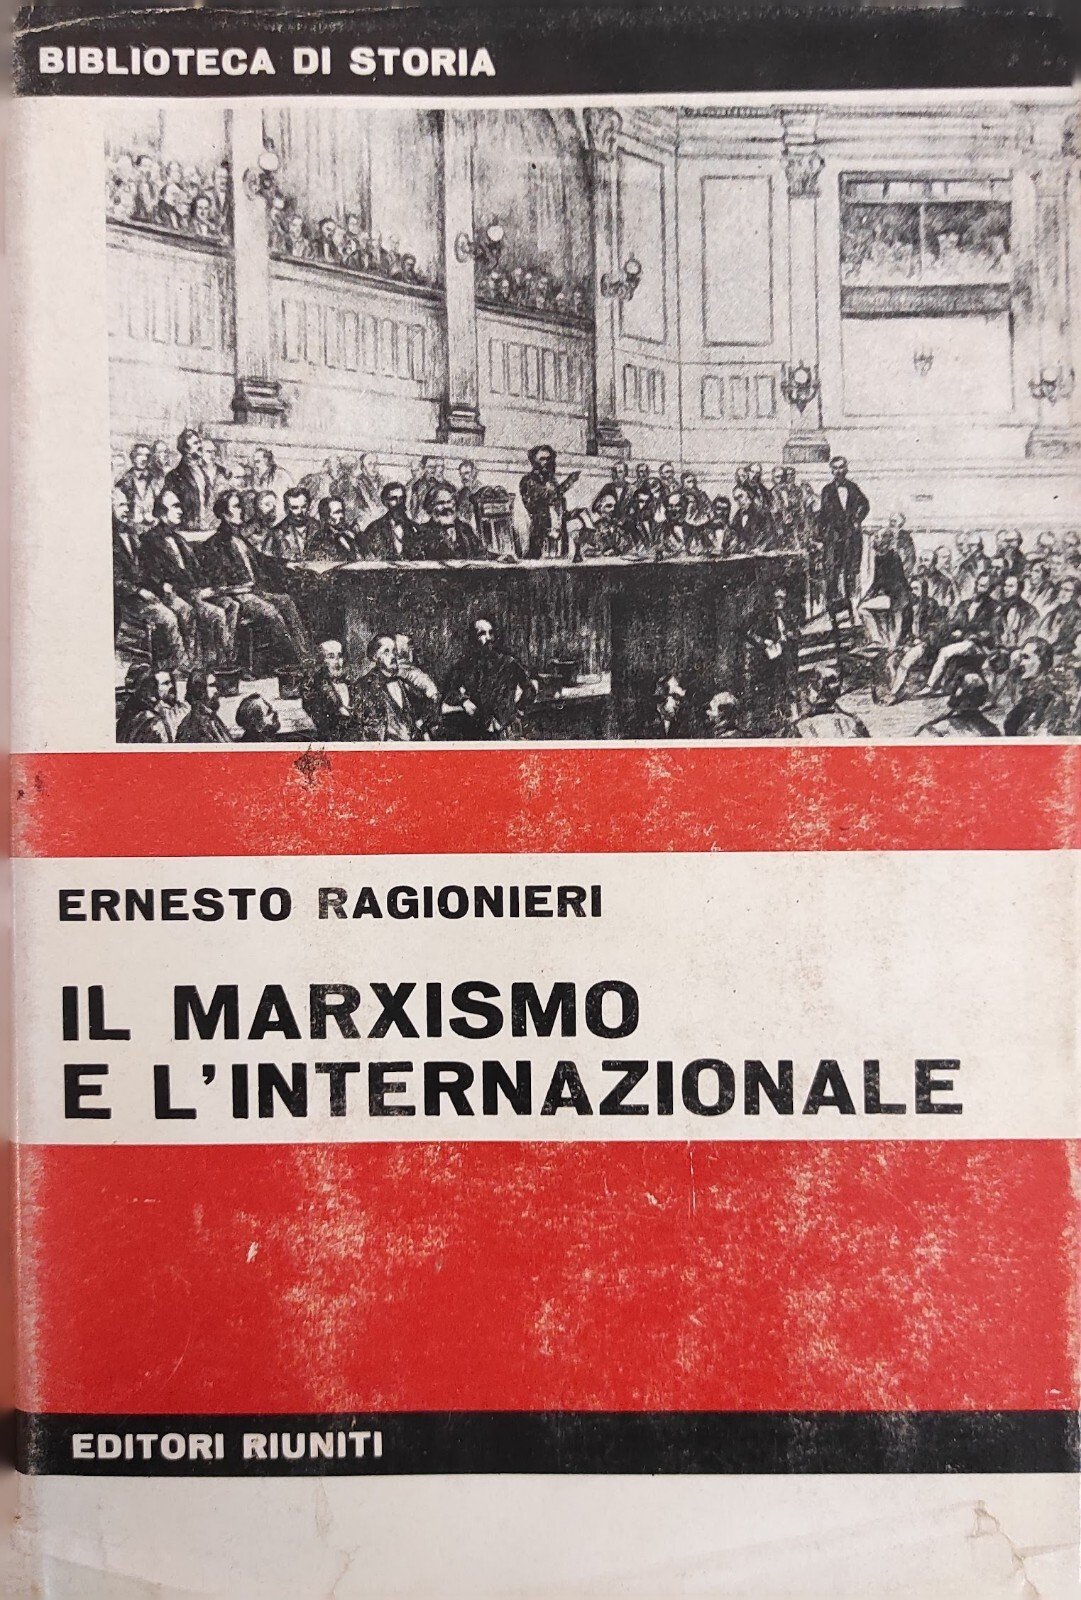 BIBLIOTECA DI STORIA
ERNESTO RAGIONIERI
IL MARXISMO
E L'INTERNAZIONALE
EDITORI RIUNITI